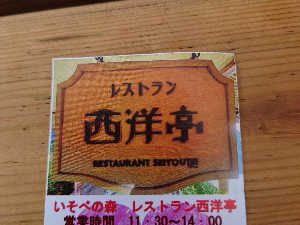 レストラン
西洋亭
RESTAURANT SEIYOUTEI
いそべの森 レストラン西洋亭
営業時間 11:30〜14:00